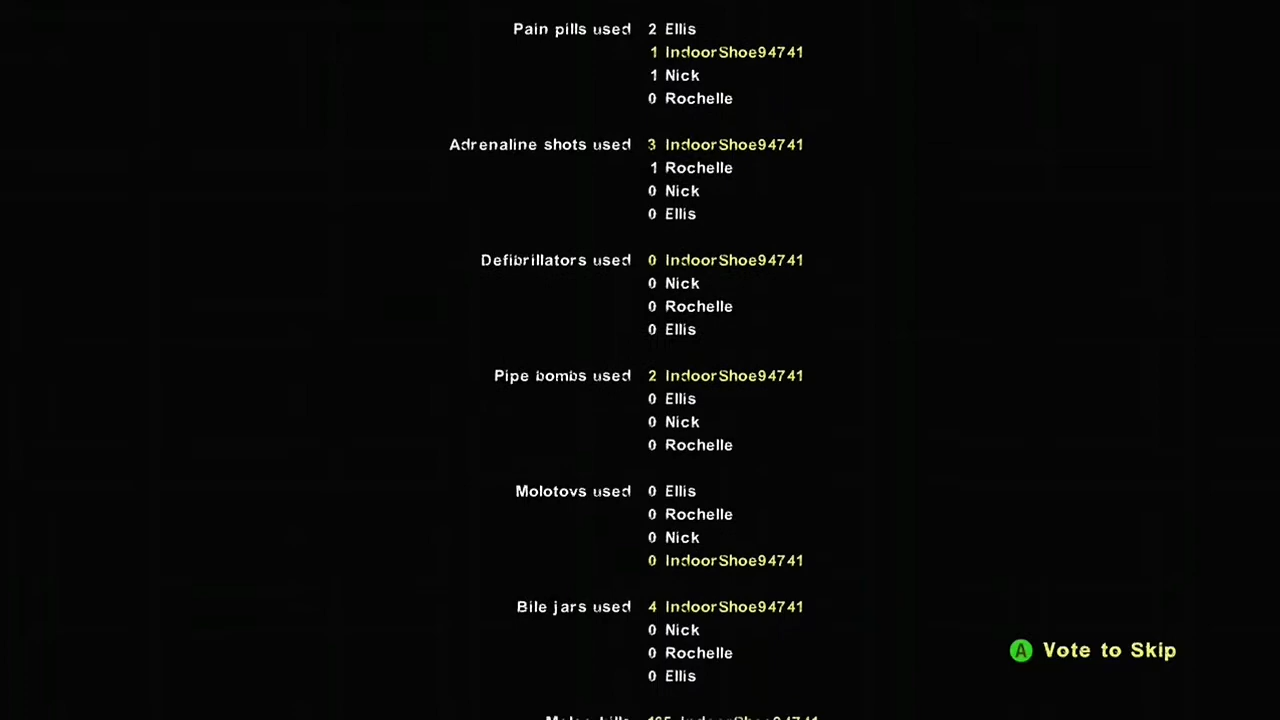 Pain pills used 2 Ellis
1 IndoorShoe94741
1 Nick
0 Rochelle
Adrenaline shots used 3 IndoorShoe94741
1 Rochelle
0 Nick
0 Ellis
Defibrillators used 0 IndoorShoe94741
0 Nick
0 Rochelle
0 Ellis
Pipe bombs used 2 IndoorShoe94741
0 Ellis
0 Nick
0 Rochelle
Molotovs used 0 Ellis
0 Rochelle
0 Nick
0 IndoorShoe94741
Bile jars used 4 IndoorShoe94741
0 Nick
0 Rochelle
0 Ellis
A Vote to Skip
IndoorShoe94741